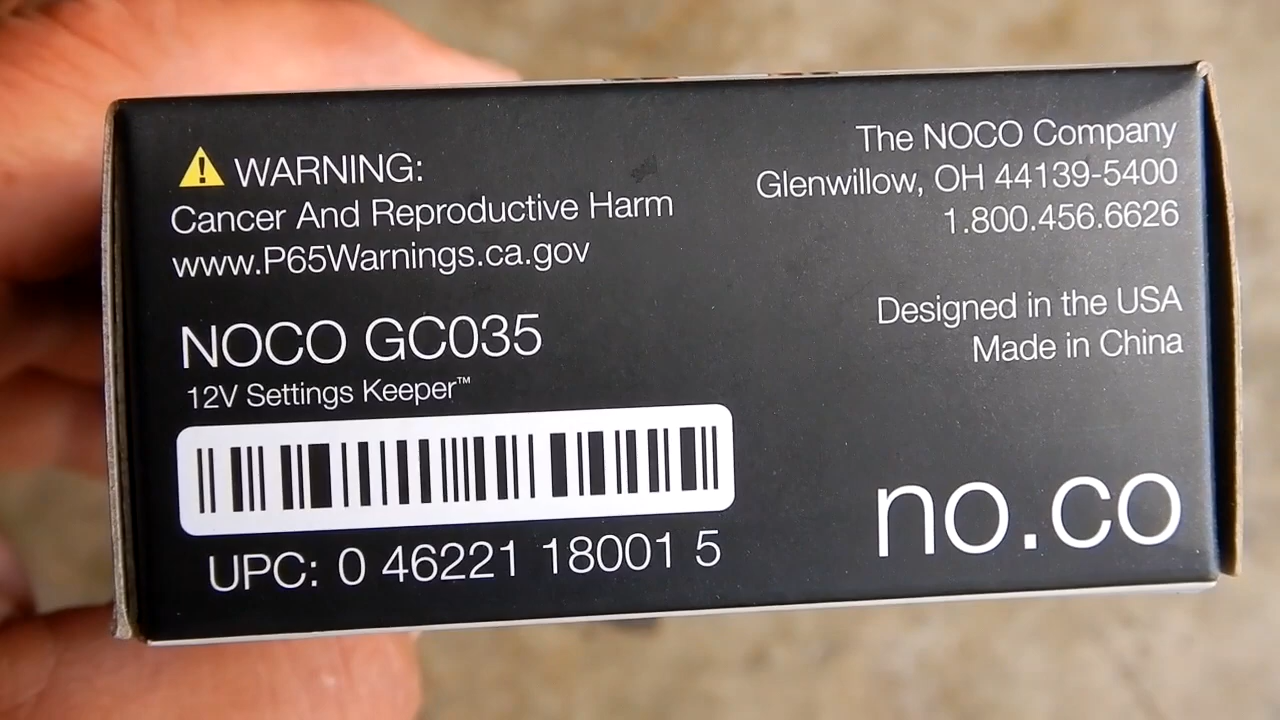 WARNING:
Cancer And Reproductive Harm
www.P65Warnings.ca.gov
NOCO GC035
12V Settings Keeper™
UPC: 0 46221 18001 5
The NOCO Company
Glenwillow, OH 44139-5400
1.800.456.6626
Designed in the USA
Made in China
no.co